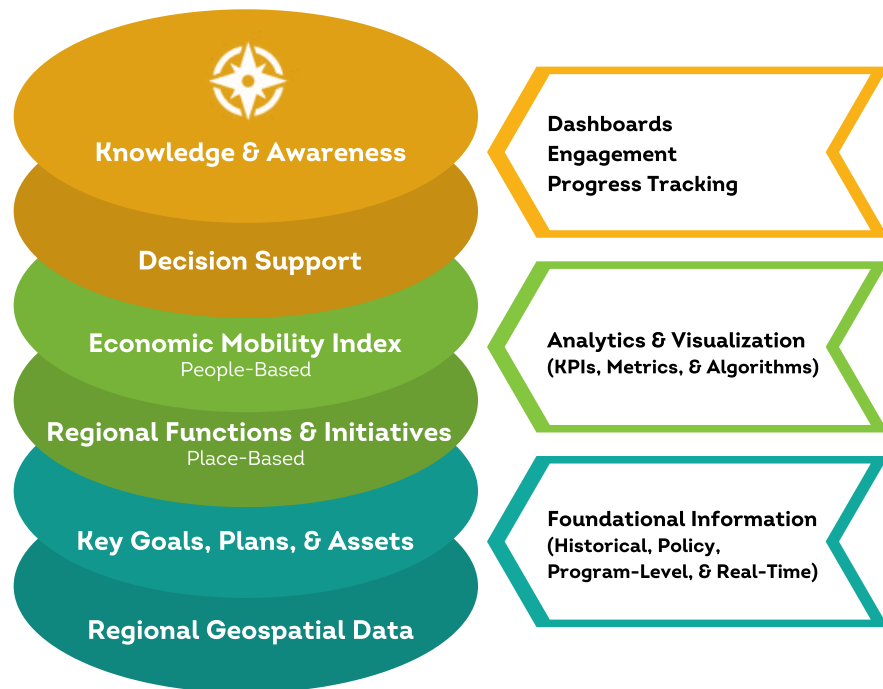 Knowledge & Awareness
Decision Support
Economic Mobility Index
People-Based
Regional Functions & Initiatives
Place-Based
Key Goals, Plans, & Assets
Regional Geospatial Data
Dashboards
Engagement
Progress Tracking
Analytics & Visualization
(KPIs, Metrics, & Algorithms)
Foundational Information
(Historical, Policy,
Program-Level, & Real-Time)